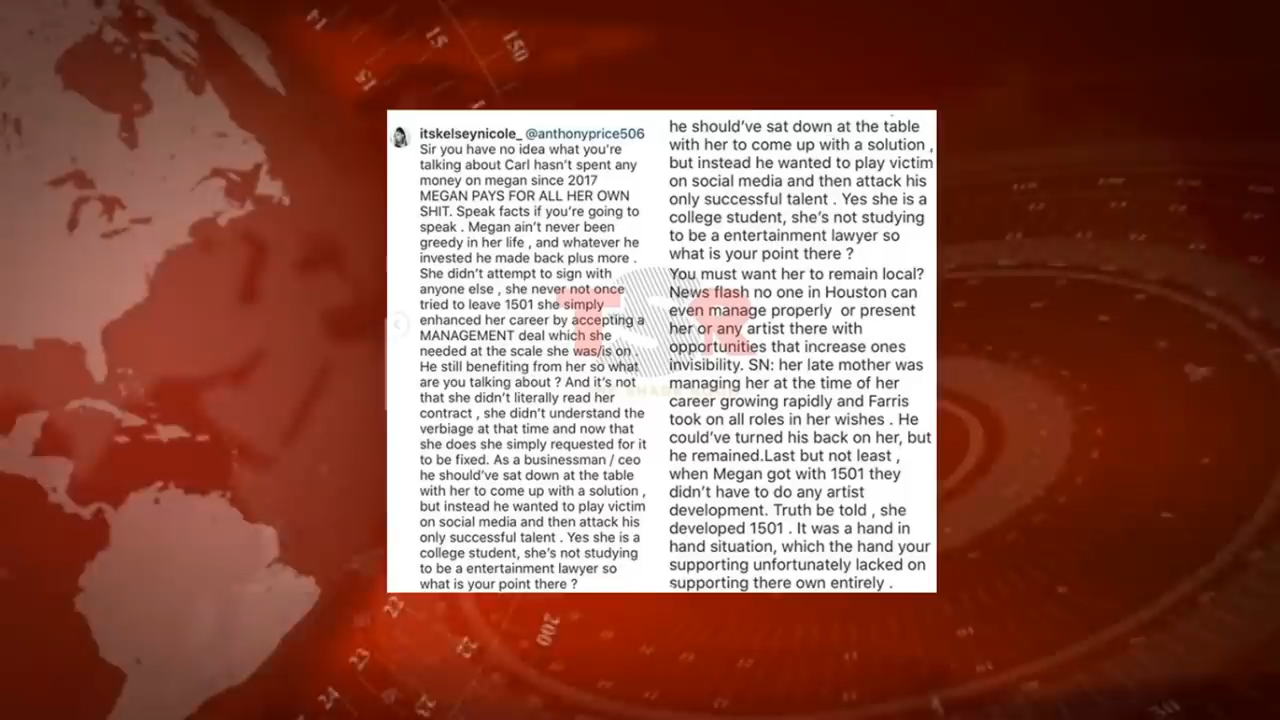 itskelseynicole_ @anthonyprice506
Sir you have no idea what you're
talking about Carl hasn't spent any
money on megan since 2017
MEGAN PAYS FOR ALL HER OWN
SHIT. Speak facts if you're going to
speak . Megan ain't never been
greedy in her life , and whatever he
invested he made back plus more .
She didn't attempt to sign with
anyone else , she never not once
tried to leave 1501 she simply
enhanced her career by accepting a
MANAGEMENT deal which she
needed at the scale she was/is on .
He still benefiting from her so what
are you talking about ? And it's not
that she didn't literally read her
contract , she didn't understand the
verbiage at that time and now that
she does she simply requested for it
to be fixed. As a businessman / ceo
he should've sat down at the table
with her to come up with a solution ,
but instead he wanted to play victim
on social media and then attack his
only successful talent . Yes she is a
college student, she's not studying
to be a entertainment lawyer so
what is your point there ?
he should've sat down at the table
with her to come up with a solution ,
but instead he wanted to play victim
on social media and then attack his
only successful talent . Yes she is a
college student, she's not studying
to be a entertainment lawyer so
what is your point there ?
You must want her to remain local?
News flash no one in Houston can
even manage properly or present
her or any artist there with
opportunities that increase ones
invisibility. SN: her late mother was
managing her at the time of her
career growing rapidly and Farris
took on all roles in her wishes . He
could've turned his back on her, but
he remained.Last but not least ,
when Megan got with 1501 they
didn't have to do any artist
development. Truth be told , she
developed 1501 . It was a hand in
hand situation, which the hand your
supporting unfortunately lacked on
supporting there own entirely .
TSR
15
150
200
22
23
24
30